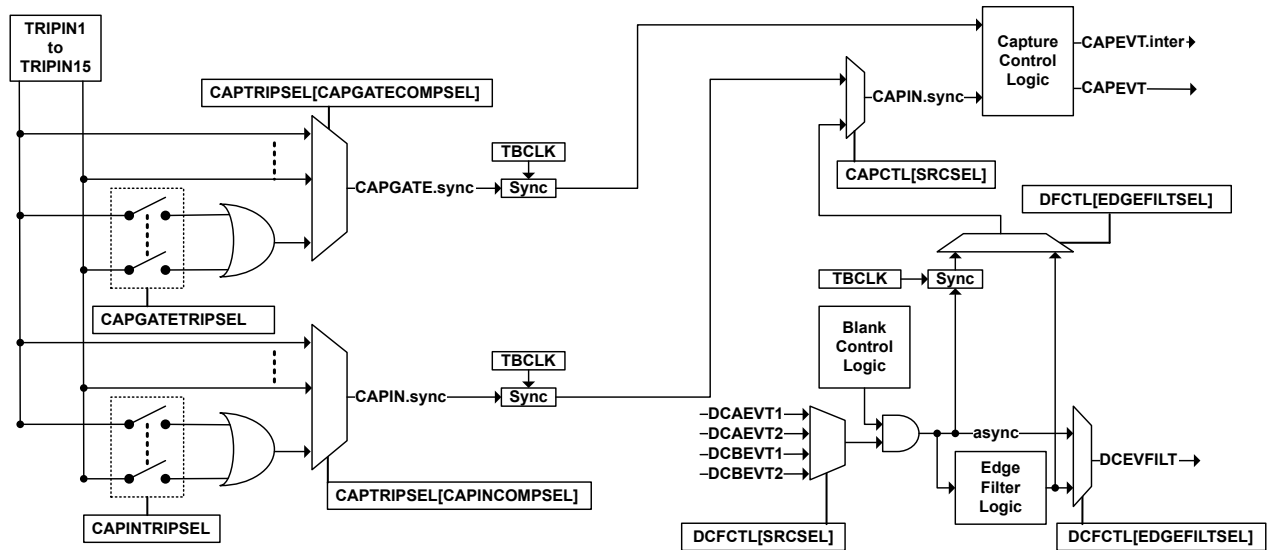 TRIPIN1
to
TRIPIN15
CAPTRIPSEL[CAPGATECOMPSEL]
TBCLK
CAPGATE.sync
Sync
CAPGATETRIPSEL
TBCLK
CAPIN.sync
Sync
CAPTRIPSEL[CAPINCOMPSEL]
CAPINTRIPSEL
Capture
Control
Logic
CAPEVT.inter
CAPEVT
CAPIN.sync
CAPCTL[SRCSEL]
DFCTL[EDGEFILTSEL]
TBCLK
Sync
Blank
Control
Logic
DCAEVT1
DCAEVT2
DCBEVT1
DCBEVT2
async
Edge
Filter
Logic
DCEVFILT
DCFCTL[SRCSEL]
DCFCTL[EDGEFILTSEL]